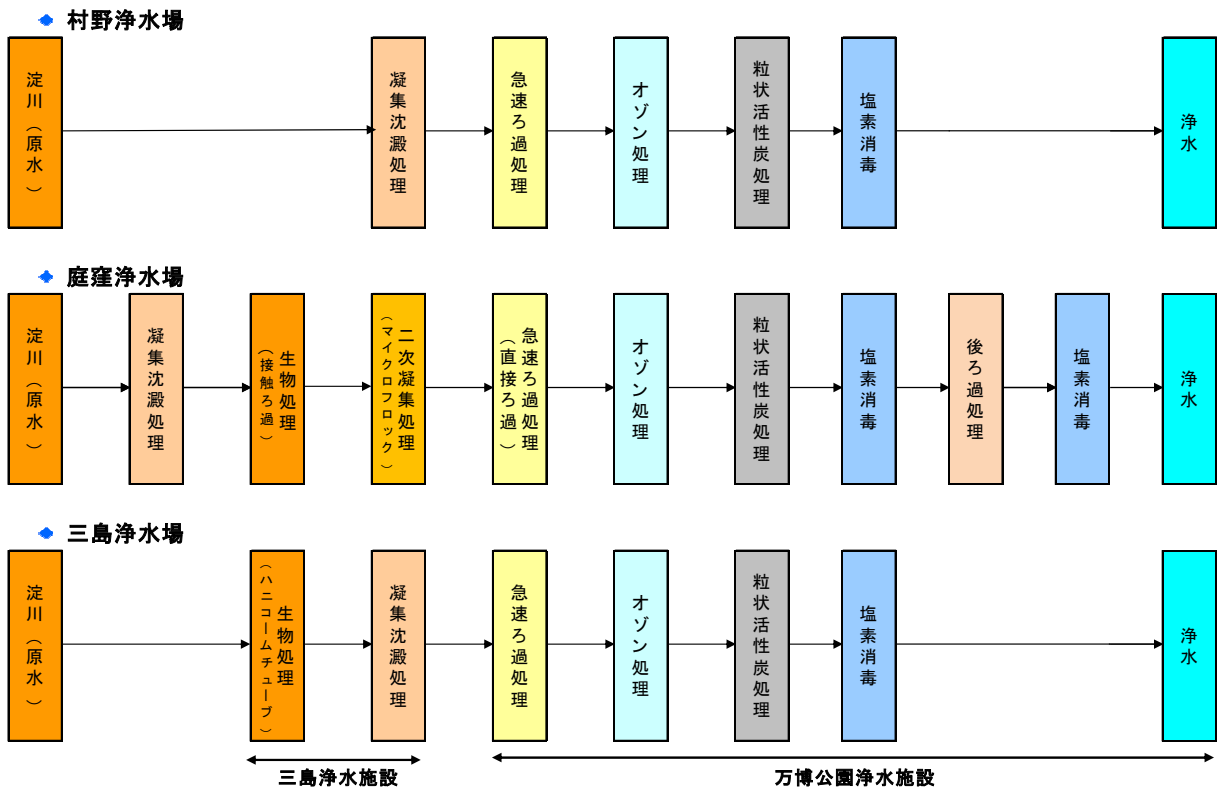 村野浄水場
淀川（原水）
凝集沈澱処理
急速ろ過処理
オゾン処理
粒状活性炭処理
塩素消毒
浄水
庭窪浄水場
淀川（原水）
凝集沈澱処理
生物処理
（接触ろ過）
二次凝集処理
（マイクロフロック）
急速ろ過処理
（直接ろ過）
オゾン処理
粒状活性炭処理
塩素消毒
後ろ過処理
塩素消毒
浄水
三島浄水場
淀川（原水）
生物処理
（ハニコームチューブ）
凝集沈澱処理
急速ろ過処理
オゾン処理
粒状活性炭処理
塩素消毒
浄水
三島浄水施設
万博公園浄水施設